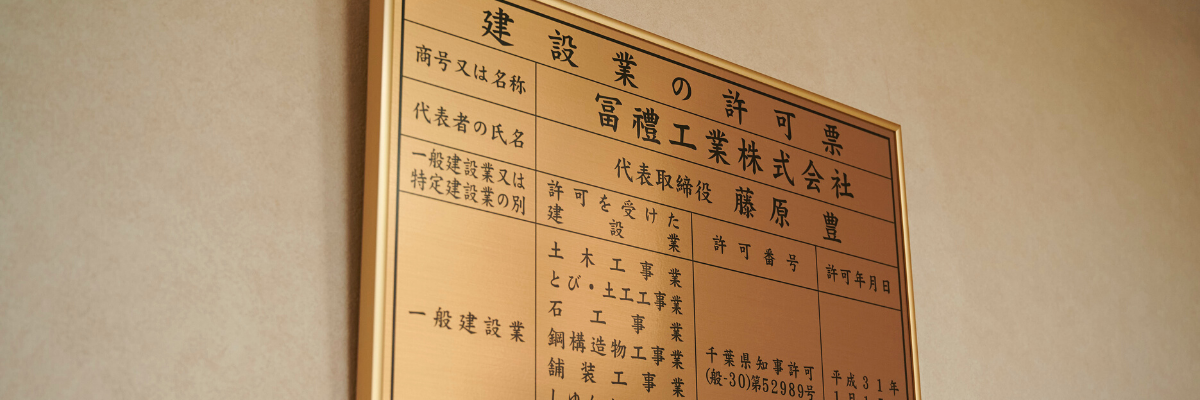 建設業の許可票
商号又は名称
冨禮工業株式会社
代表者の氏名
代表取締役 藤原 豊
一般建設業又は
特定建設業の別
許可を受けた
建設業
許可番号
許可年月日
一般建設業
土木工事業
とび・土工工事業
石工事業
鋼構造物工事業
舗装工事業
千葉県知事許可
(般-30)第52989号
平成31年